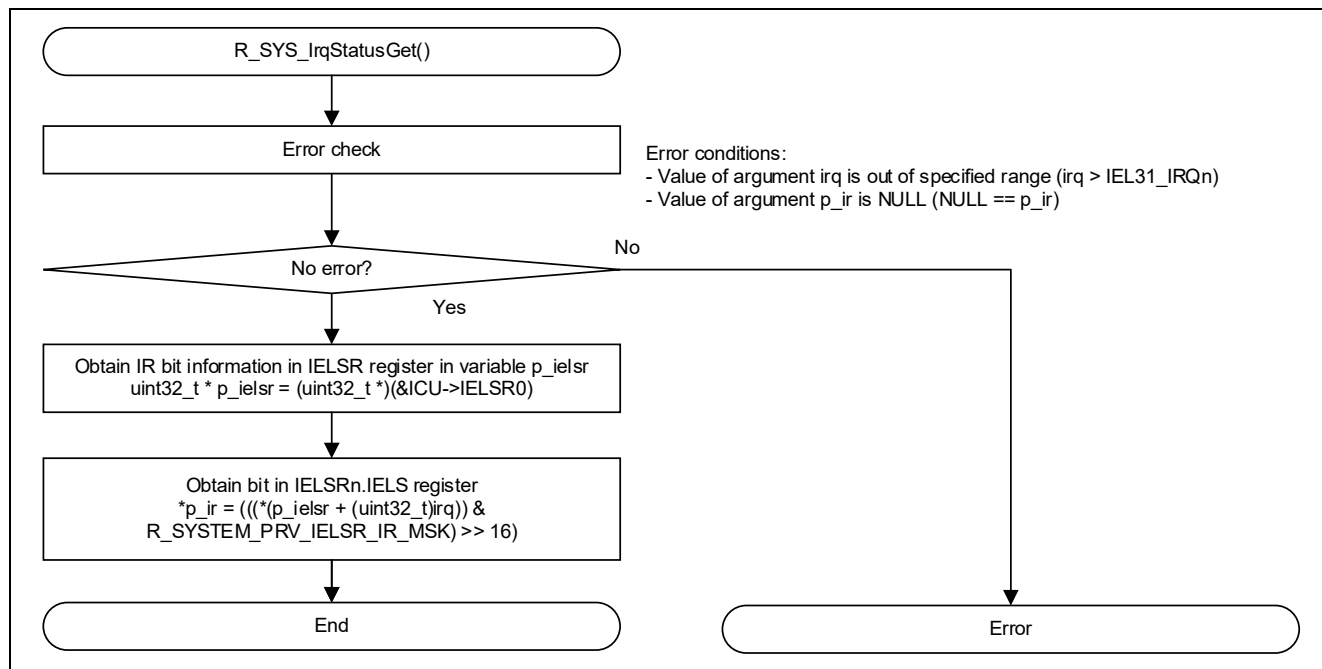 R_SYS_IrqStatusGet()
Error check
Error conditions:
- Value of argument irq is out of specified range (irq > IEL31_IRQn)
- Value of argument p_ir is NULL (NULL == p_ir)
No
No error?
Yes
Obtain IR bit information in IELSR register in variable p_ielsr
uint32_t * p_ielsr = (uint32_t *)(&ICU->IELSR0)
Obtain bit in IELSRn.IELS register
*p_ir = (((*(p_ielsr + (uint32_t)irq)) &
R_SYSTEM_PRV_IELSR_IR_MSK) >> 16)
End
Error